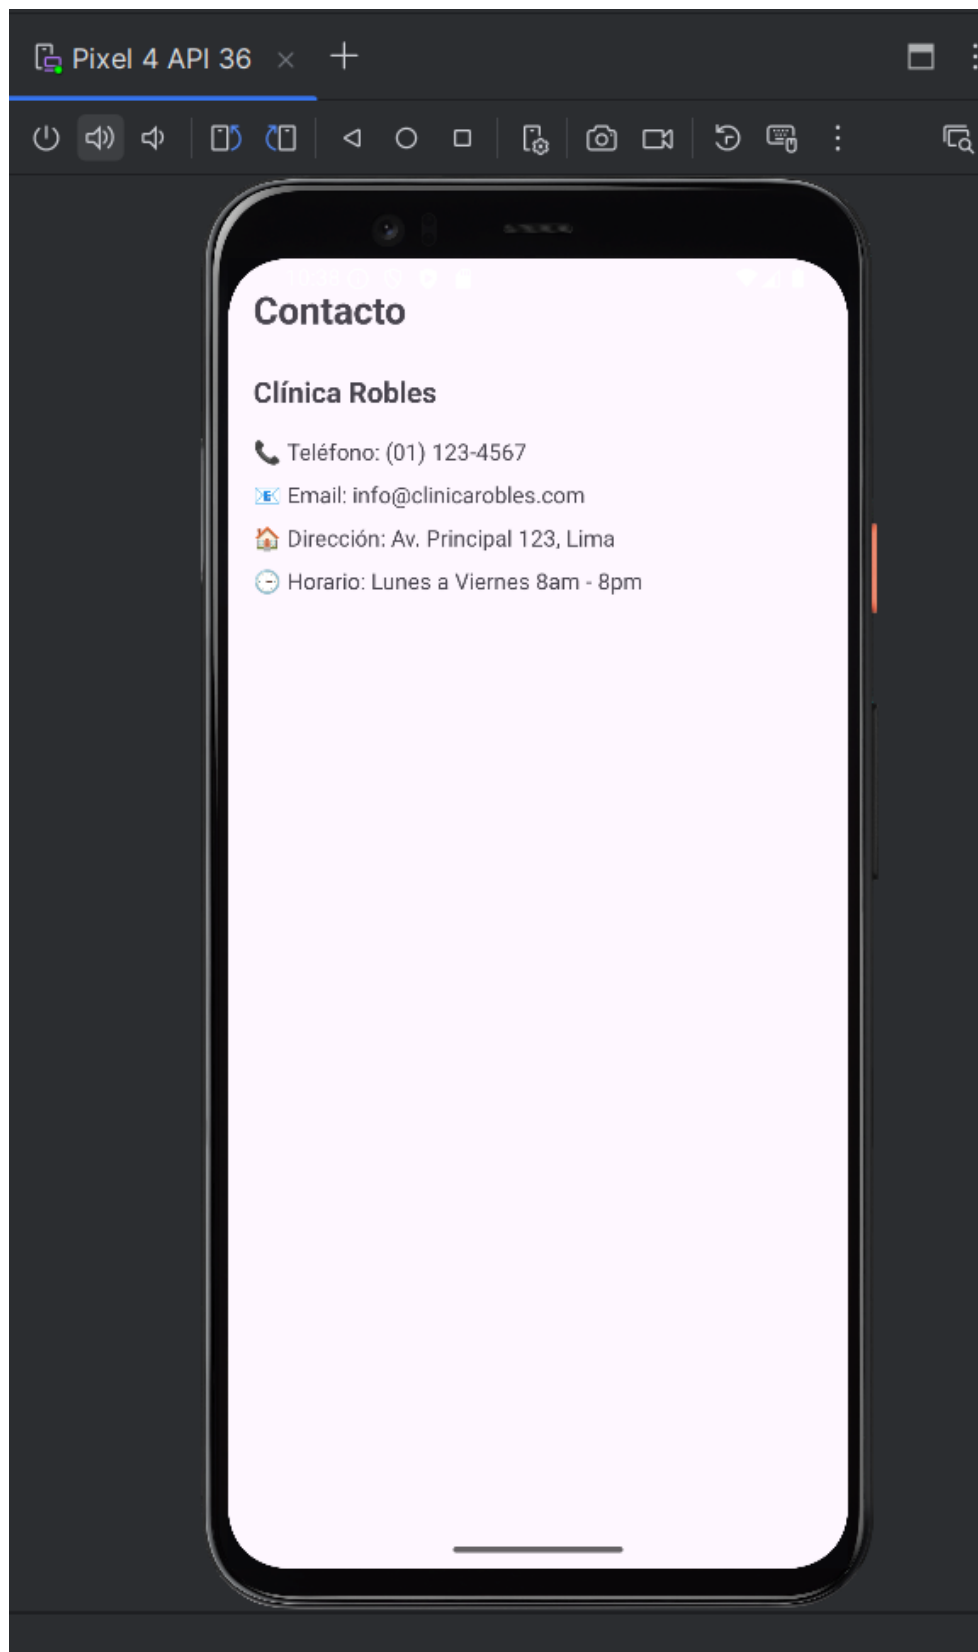 Pixel 4 API 36
Contacto
Clínica Robles
Teléfono: (01) 123-4567
Email: info@clinicarobles.com
Dirección: Av. Principal 123, Lima
Horario: Lunes a Viernes 8am - 8pm